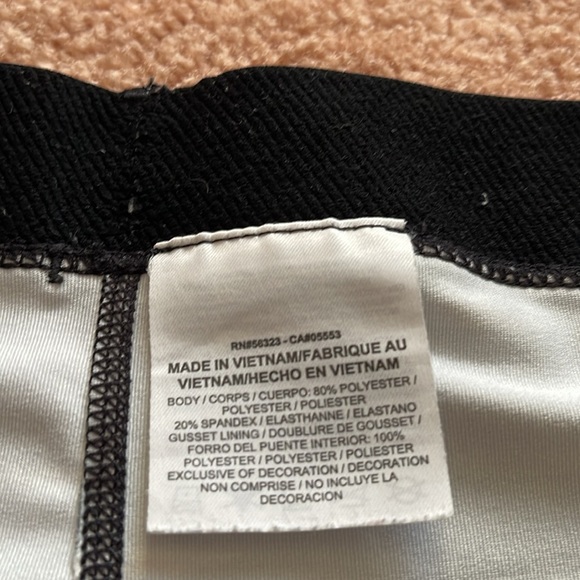 RN#56323 - CA#05553
MADE IN VIETNAM/FABRIQUE AU
VIETNAM/HECHO EN VIETNAM
BODY / CORPS / CUERPO: 80% POLYESTER /
POLYESTER / POLIESTER
20% SPANDEX / ELASTHANNE / ELASTANO
GUSSET LINING / DOUBLURE DE GOUSSET /
FORRO DEL PUENTE INTERIOR: 100%
POLYESTER / POLYESTER / POLIESTER
EXCLUSIVE OF DECORATION / DECORATION
NON COMPRISE / NO INCLUYE LA
DECORACION